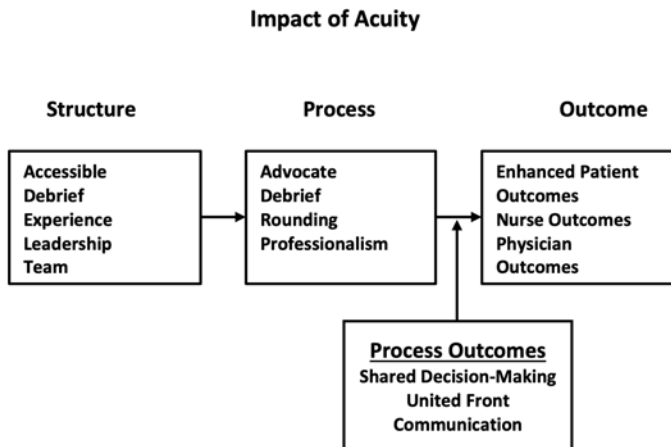 Impact of Acuity
Structure
Process
Outcome
Accessible
Debrief
Experience
Leadership
Team
Advocate
Debrief
Rounding
Professionalism
Enhanced Patient
Outcomes
Nurse Outcomes
Physician
Outcomes
Process Outcomes
Shared Decision-Making
United Front
Communication